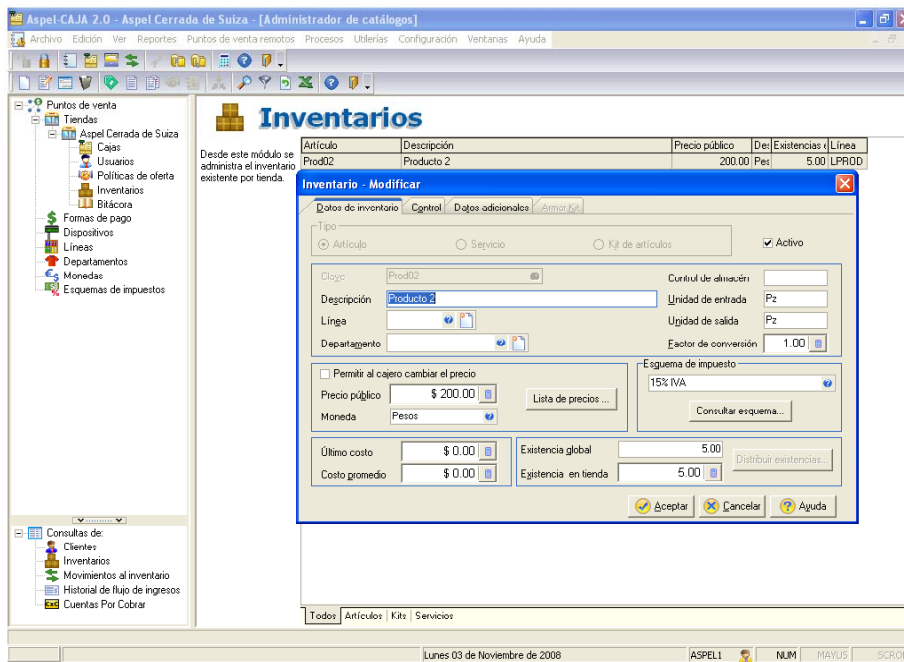 Aspel-CAJA 2.0 - Aspel Cerrada de Suiza - [Administrador de catálogos]
Archivo Edición Ver Reportes Puntos de venta remotos Procesos Utilerías Configuración Ventanas Ayuda
Puntos de venta
Tiendas
Aspel Cerrada de Suiza
Cajas
Usuarios
Políticas de oferta
Inventarios
Bitácora
Formas de pago
Dispositivos
Líneas
Departamentos
Monedas
Esquemas de impuestos
Consultas de:
Clientes
Inventarios
Movimientos al inventario
Historial de flujo de ingresos
CxC Cuentas Por Cobrar
Inventarios
Desde este módulo se
administra el inventario
existente por tienda.
Artículo Descripción Precio público Des Existencias e Línea
Prod02 Producto 2 200.00 Pes 5.00 LPROD
Inventario - Modificar
Datos de inventario Control Datos adicionales Armar Kit
Tipo
Artículo Servicio Kit de artículos Activo
Clave Prod02 Control de almacén
Descripción Producto 2 Unidad de entrada Pz
Línea Unidad de salida Pz
Departamento Factor de conversión 1.00
Permitir al cajero cambiar el precio
Precio público $ 200.00 Lista de precios ...
Moneda Pesos
Esquema de impuesto
15% IVA
Consultar esquema...
Último costo $ 0.00
Costo promedio $ 0.00
Existencia global 5.00
Existencia en tienda 5.00
Distribuir existencias...
Aceptar Cancelar Ayuda
Todos Artículos Kits Servicios
Lunes 03 de Noviembre de 2008 ASPEL1 NUM MAYUS SCROL